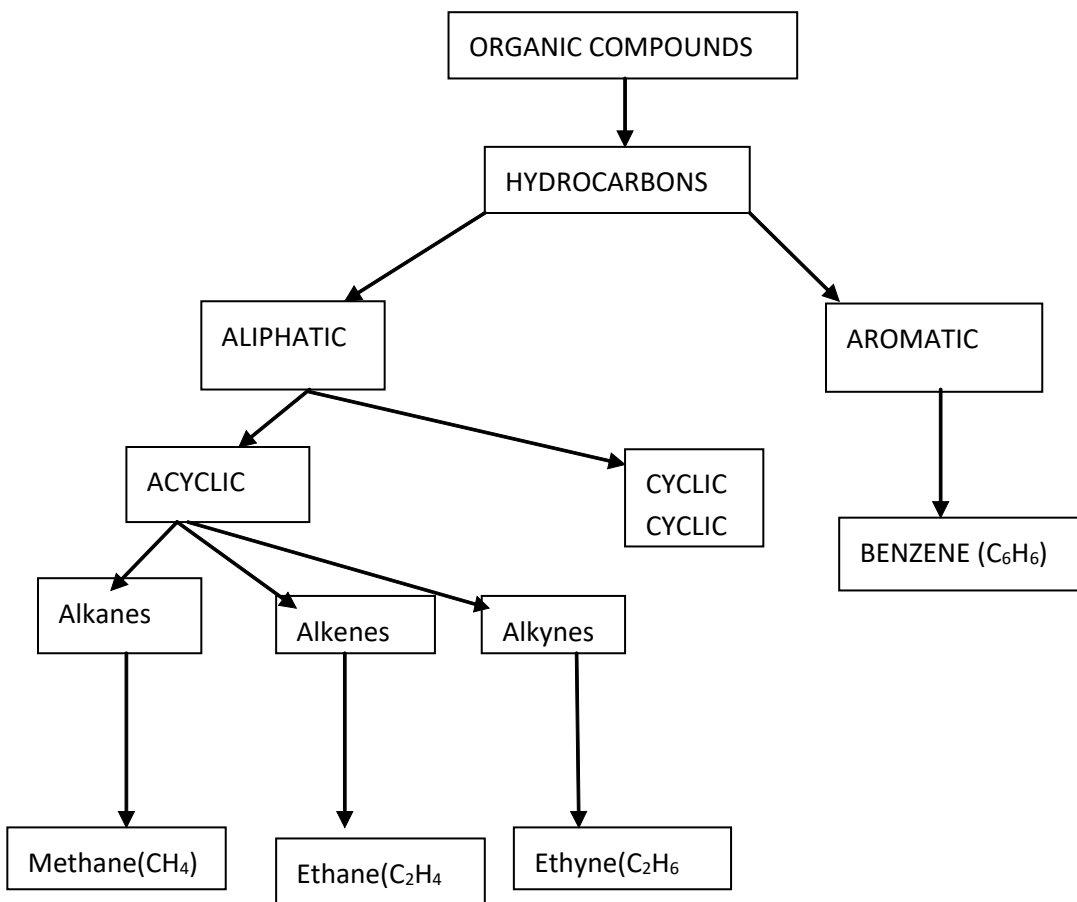 ORGANIC COMPOUNDS
HYDROCARBONS
ALIPHATIC
AROMATIC
ACYCLIC
CYCLIC
CYCLIC
BENZENE (C₆H₆)
Alkanes
Alkenes
Alkynes
Methane(CH₄)
Ethane(C₂H₄
Ethyne(C₂H₆